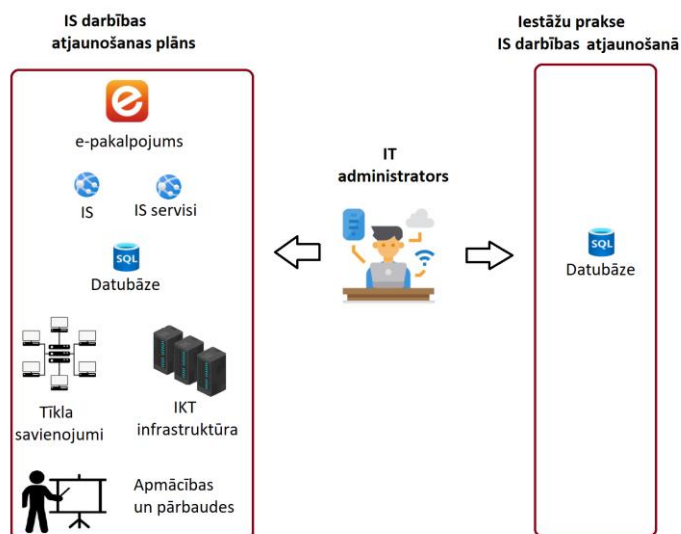 IS darbības
atjaunošanas plāns
e-pakalpojums
IS
IS servisi
SQL
Datubāze
Tīkla
savienojumi
IKT
infrastruktūra
Apmācības
un pārbaudes
IT
administrators
Iestāžu prakse
IS darbības atjaunošanā
SQL
Datubāze